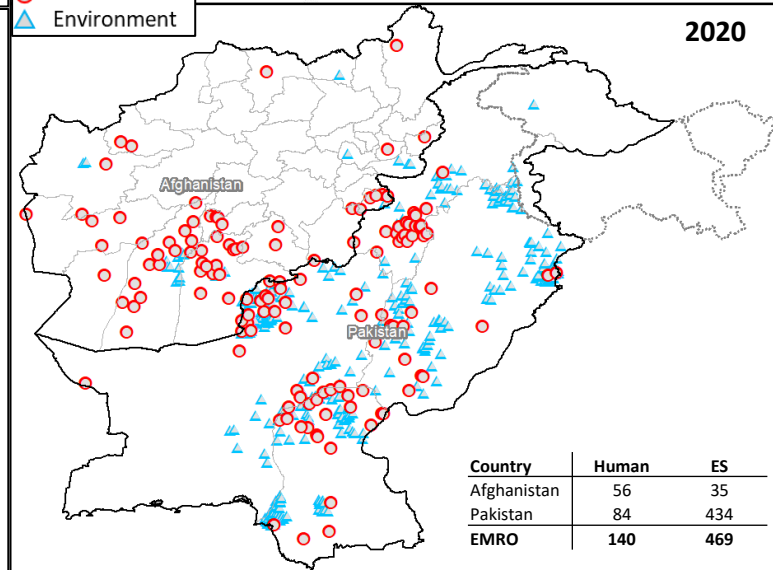 Environment
2020
Afghanistan
Pakistan
Country Human ES
Afghanistan 56 35
Pakistan 84 434
EMRO 140 469